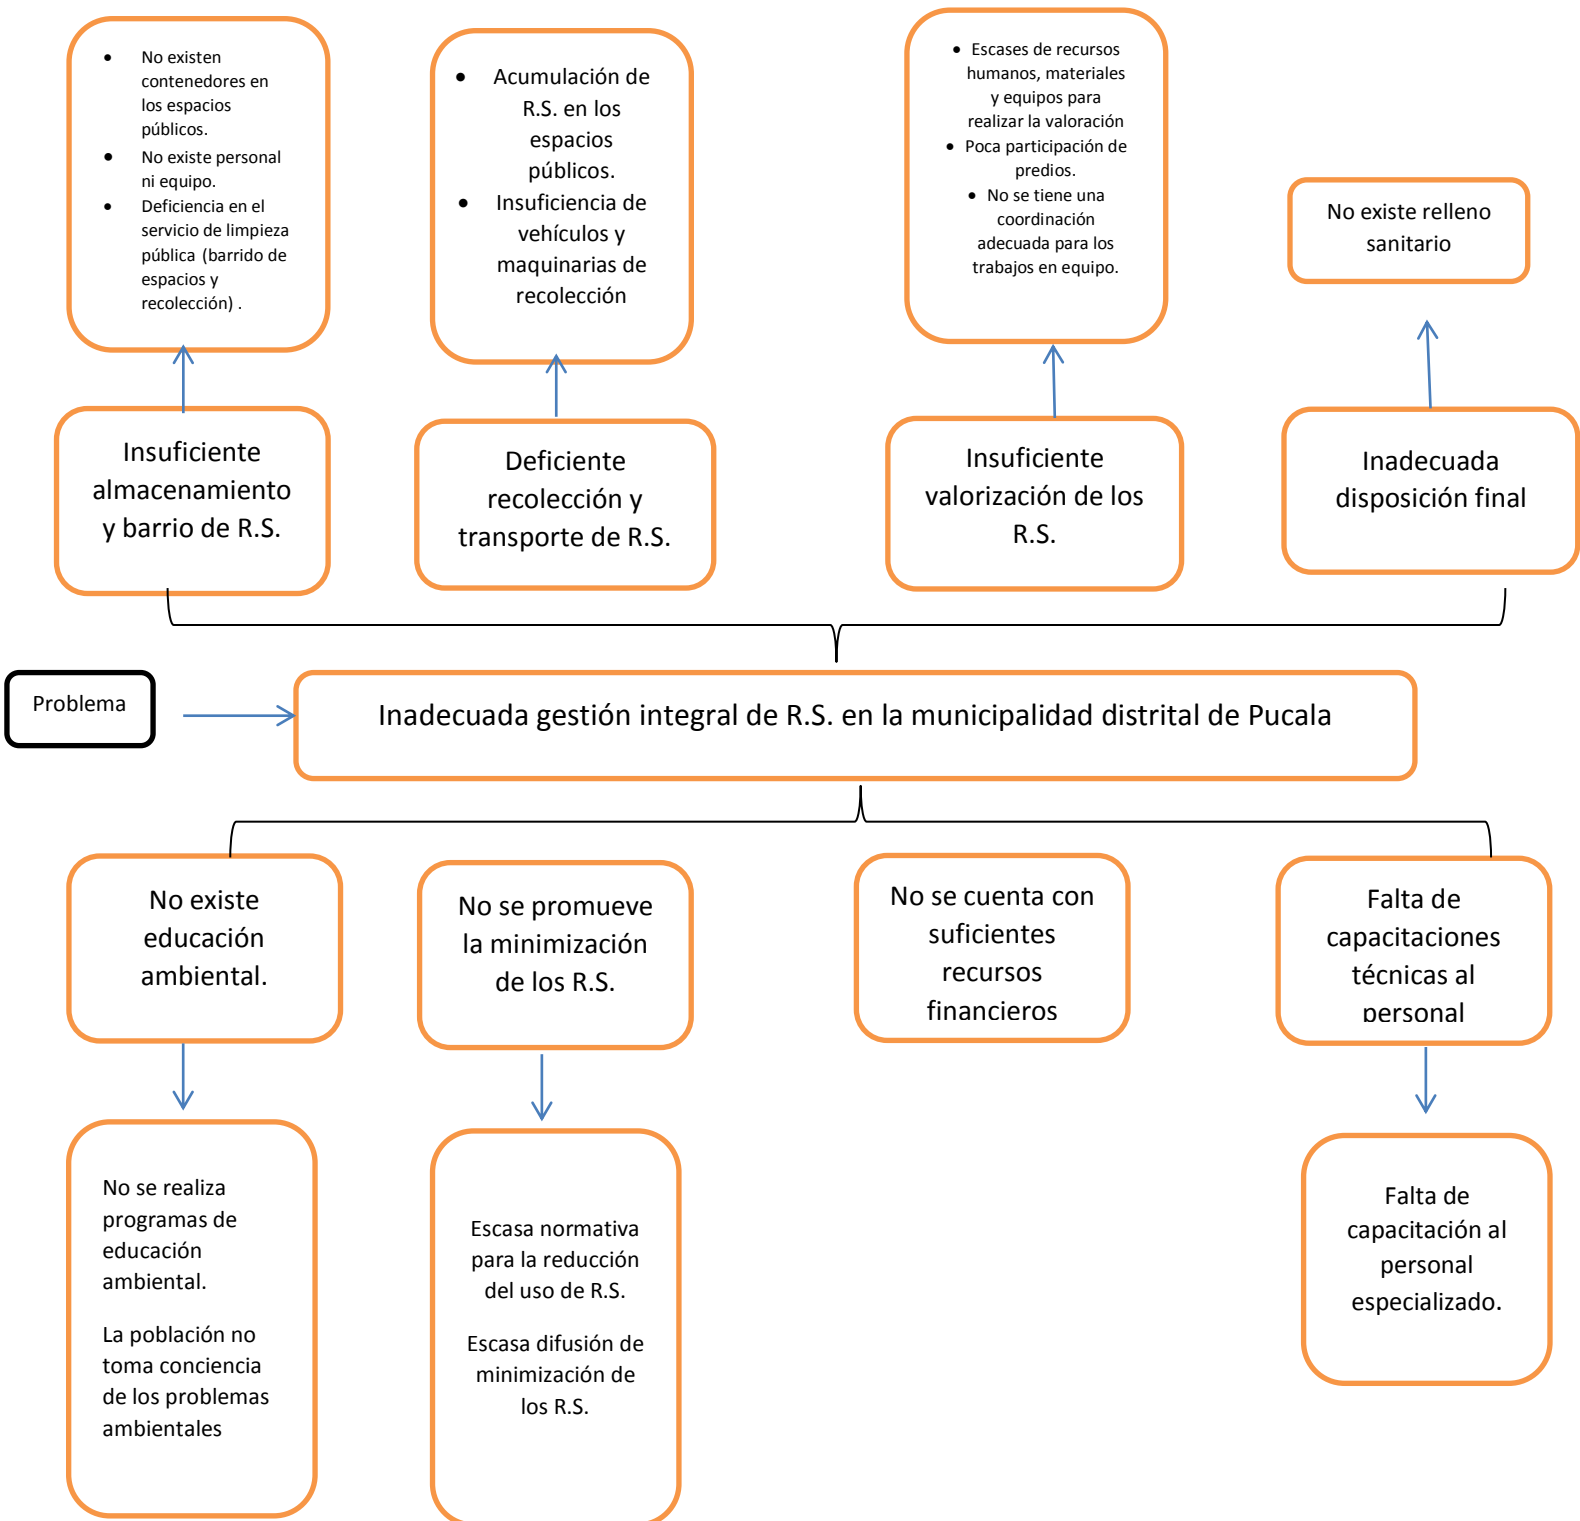 • No existen
contenedores en
los espacios
públicos.
• No existe personal
ni equipo.
• Deficiencia en el
servicio de limpieza
pública (barrido de
espacios y
recolección) .
• Acumulación de
R.S. en los
espacios
públicos.
• Insuficiencia de
vehículos y
maquinarias de
recolección
• Escases de recursos
humanos, materiales
y equipos para
realizar la valoración
• Poca participación de
predios.
• No se tiene una
coordinación
adecuada para los
trabajos en equipo.
No existe relleno
sanitario
Insuficiente
almacenamiento
y barrio de R.S.
Deficiente
recolección y
transporte de R.S.
Insuficiente
valorización de los
R.S.
Inadecuada
disposición final
Problema
Inadecuada gestión integral de R.S. en la municipalidad distrital de Pucala
No existe
educación
ambiental.
No se promueve
la minimización
de los R.S.
No se cuenta con
suficientes
recursos
financieros
Falta de
capacitaciones
técnicas al
personal
No se realiza
programas de
educación
ambiental.
La población no
toma conciencia
de los problemas
ambientales
Escasa normativa
para la reducción
del uso de R.S.
Escasa difusión de
minimización de
los R.S.
Falta de
capacitación al
personal
especializado.